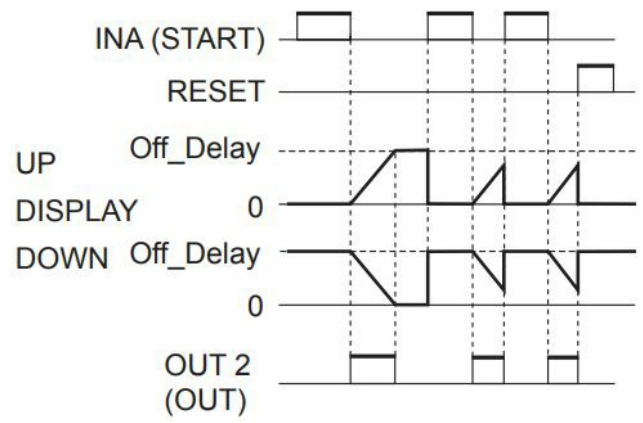 INA (START)
RESET
Off_Delay
UP
DISPLAY 0
DOWN Off_Delay
0
OUT 2
(OUT)